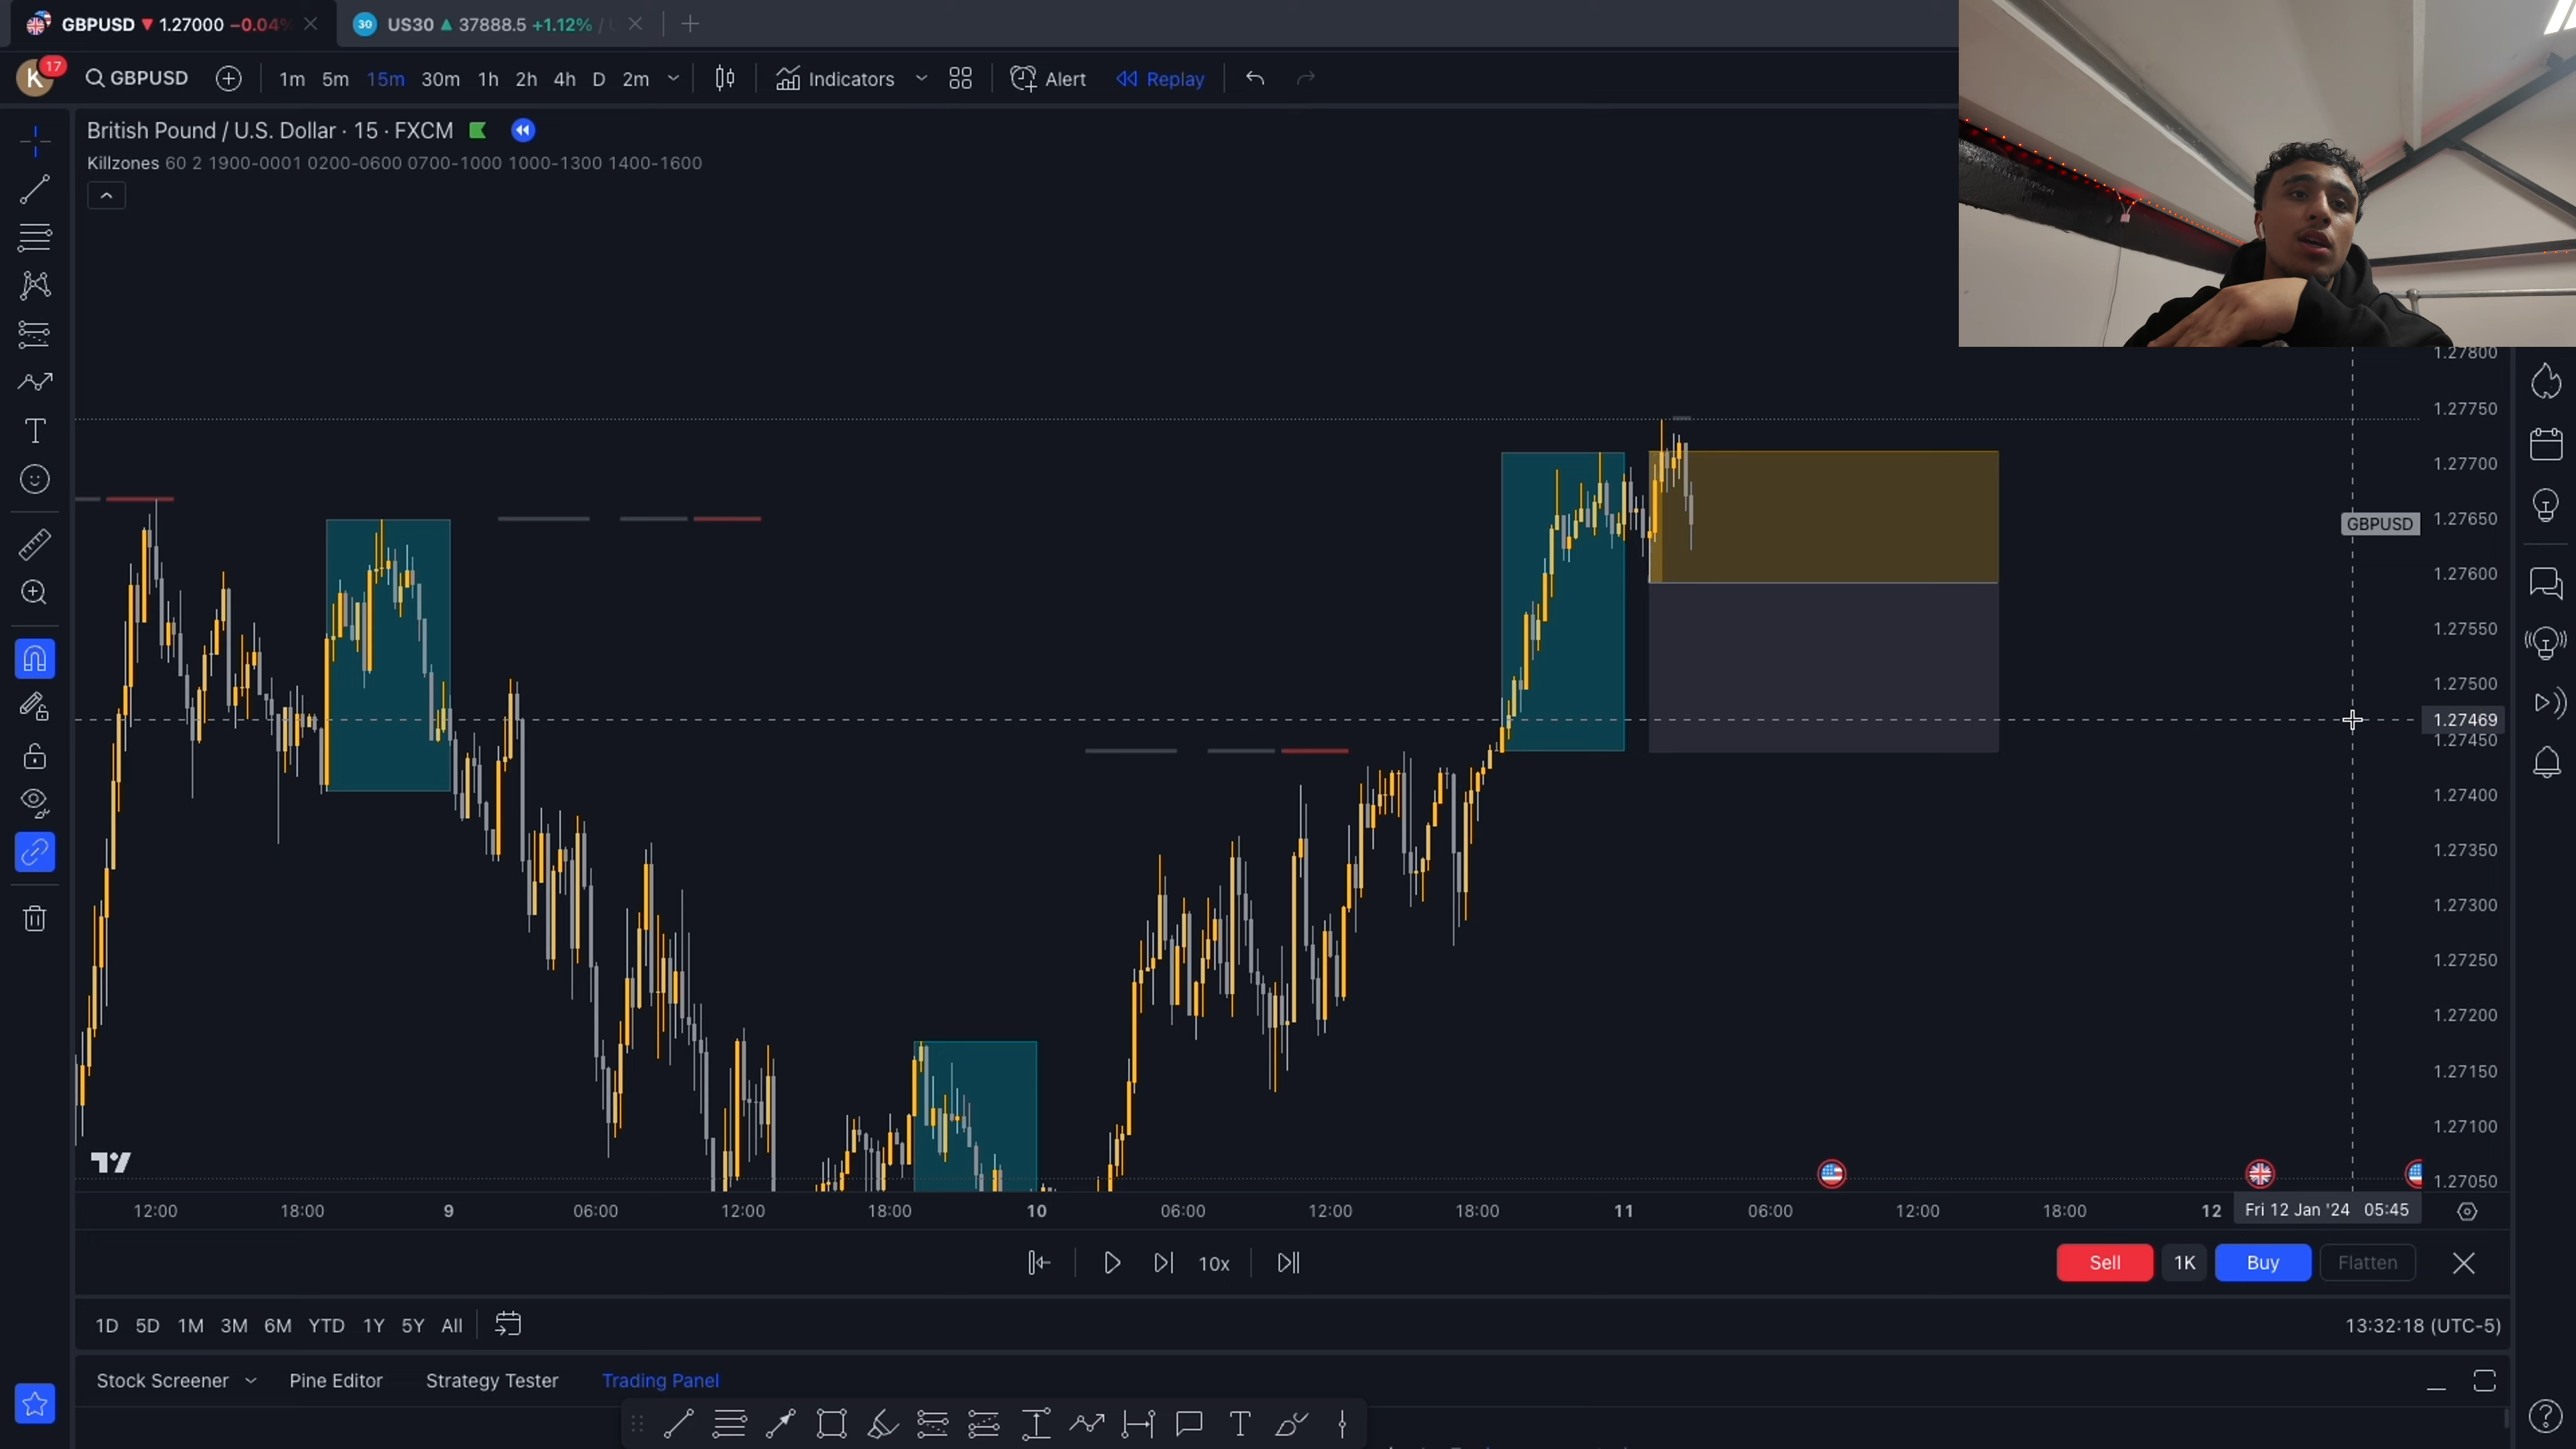 GBPUSD ▼ 1.27000 −0.04%
30 US30 ▲ 37888.5 +1.12% / U
K 17 GBPUSD 1m 5m 15m 30m 1h 2h 4h D 2m Indicators Alert Replay
British Pound / U.S. Dollar · 15 · FXCM
Killzones 60 2 1900-0001 0200-0600 0700-1000 1000-1300 1400-1600
1.27800
1.27750
1.27700
1.27650
GBPUSD
1.27600
1.27550
1.27500
1.27469
1.27450
1.27400
1.27350
1.27300
1.27250
1.27200
1.27150
1.27100
1.27050
12:00 18:00 9 06:00 12:00 18:00 10 06:00 12:00 18:00 11 06:00 12:00 18:00 12 Fri 12 Jan '24 05:45
10x Sell 1K Buy Flatten
1D 5D 1M 3M 6M YTD 1Y 5Y All 13:32:18 (UTC-5)
Stock Screener Pine Editor Strategy Tester Trading Panel